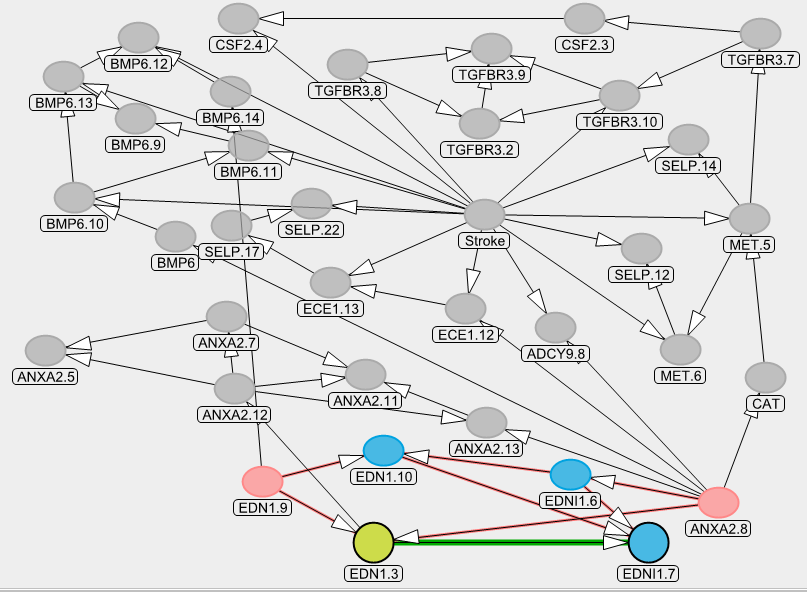 CSF2.4
CSF2.3
TGFBR3.7
BMP6.12
TGFBR3.9
TGFBR3.8
BMP6.13
BMP6.14
TGFBR3.10
BMP6.9
TGFBR3.2
SELP.14
BMP6.11
BMP6.10
SELP.22
Stroke
MET.5
SELP.17
BMP6
SELP.12
ECE1.13
ECE1.12
ADCY9.8
ANXA2.7
MET.6
ANXA2.5
ANXA2.11
CAT
ANXA2.12
ANXA2.13
EDN1.10
EDNI1.6
EDN1.9
ANXA2.8
EDN1.3
EDNI1.7